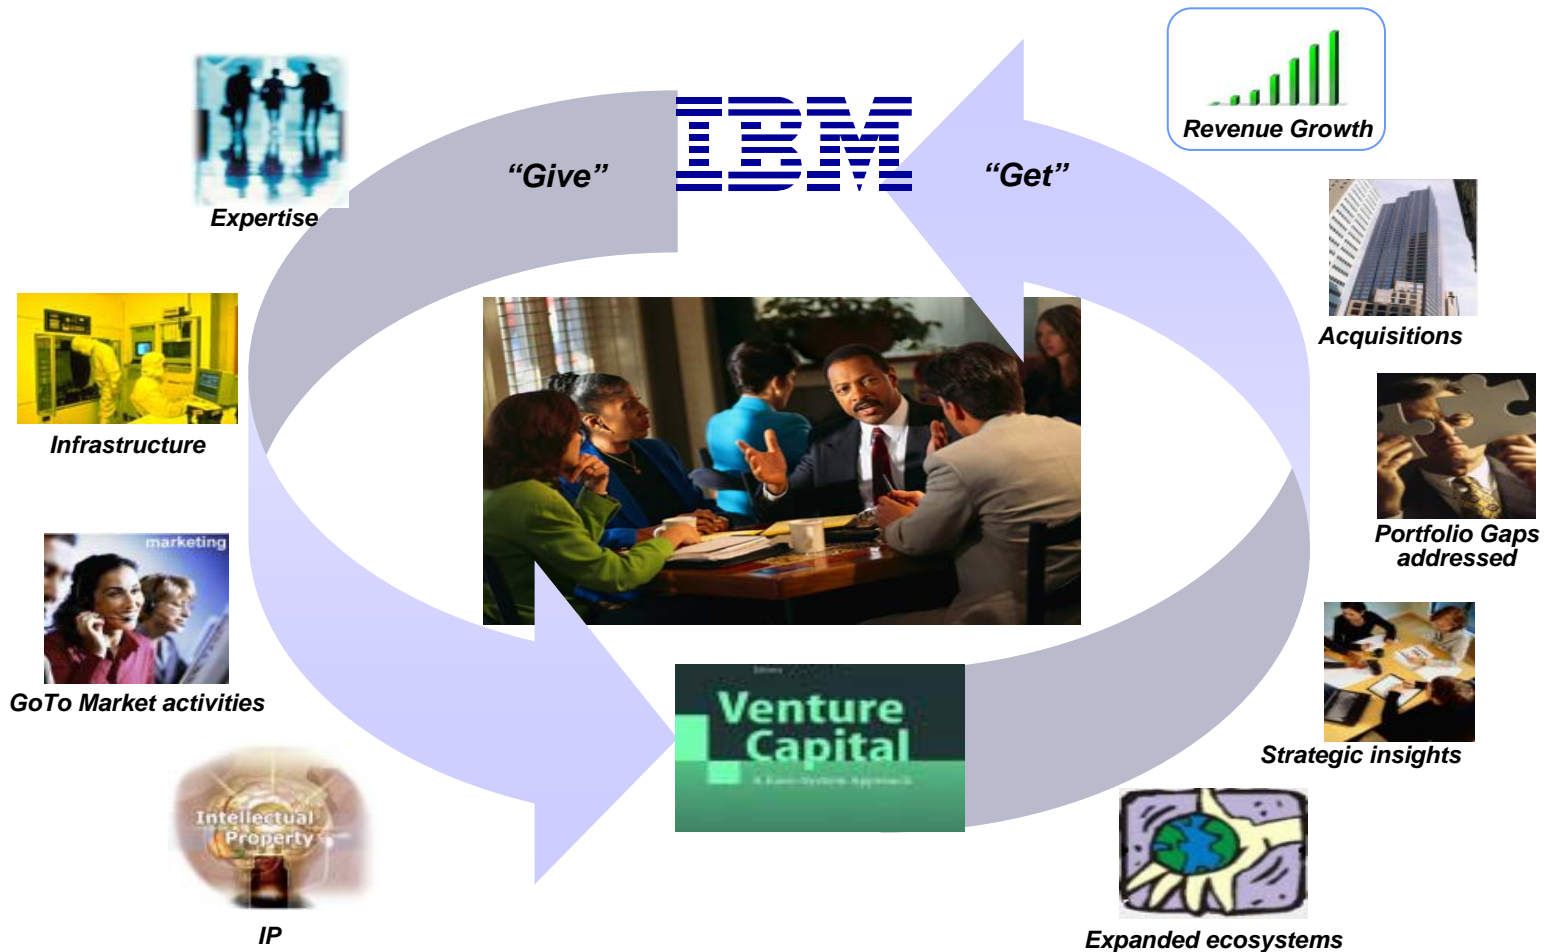 IBM
“Give”
“Get”
Revenue Growth
Expertise
Acquisitions
Infrastructure
Portfolio Gaps
addressed
marketing
GoTo Market activities
Venture
Capital
Strategic insights
Intellectual
Property
IP
Expanded ecosystems